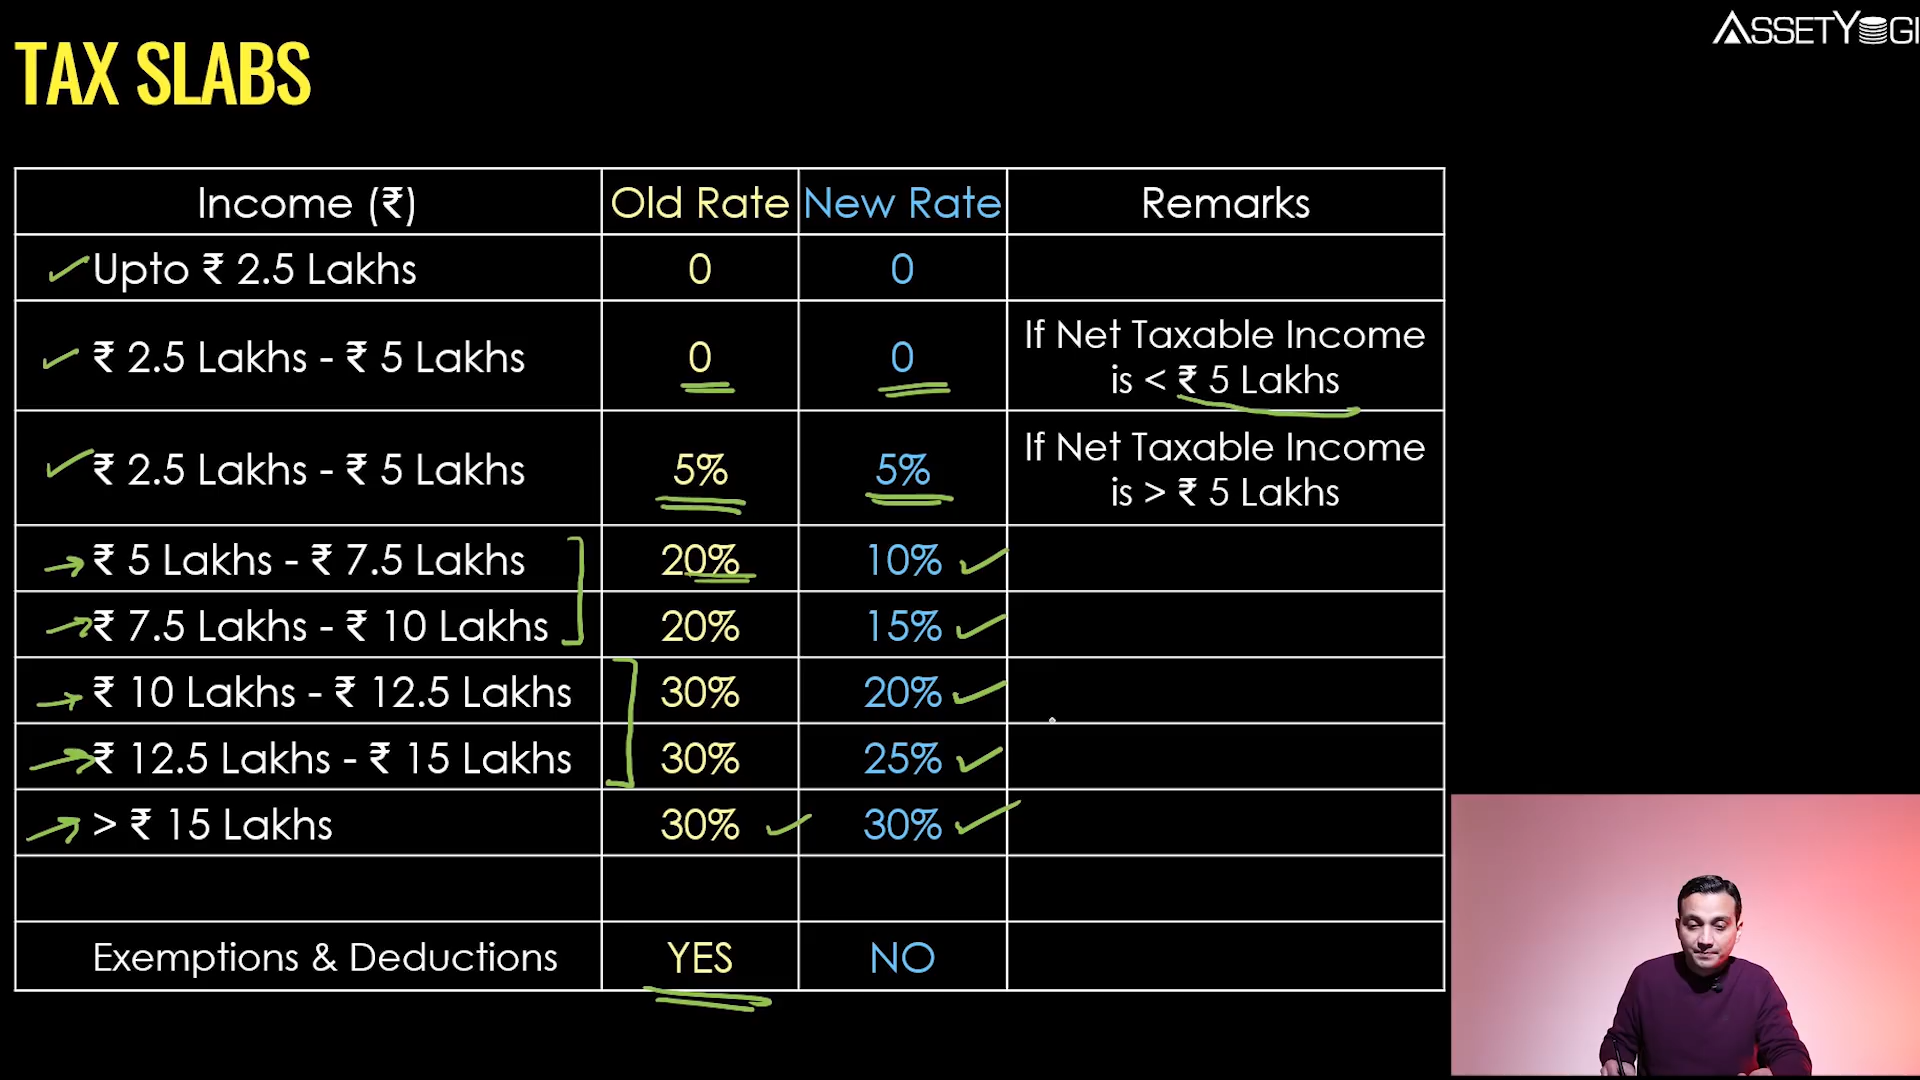 ASSETYOGI
TAX SLABS
Income (₹) Old Rate New Rate Remarks
Upto ₹ 2.5 Lakhs 0 0
₹ 2.5 Lakhs - ₹ 5 Lakhs 0 0 If Net Taxable Income
is < ₹ 5 Lakhs
₹ 2.5 Lakhs - ₹ 5 Lakhs 5% 5% If Net Taxable Income
is > ₹ 5 Lakhs
₹ 5 Lakhs - ₹ 7.5 Lakhs 20% 10%
₹ 7.5 Lakhs - ₹ 10 Lakhs 20% 15%
₹ 10 Lakhs - ₹ 12.5 Lakhs 30% 20%
₹ 12.5 Lakhs - ₹ 15 Lakhs 30% 25%
> ₹ 15 Lakhs 30% 30%
Exemptions & Deductions YES NO